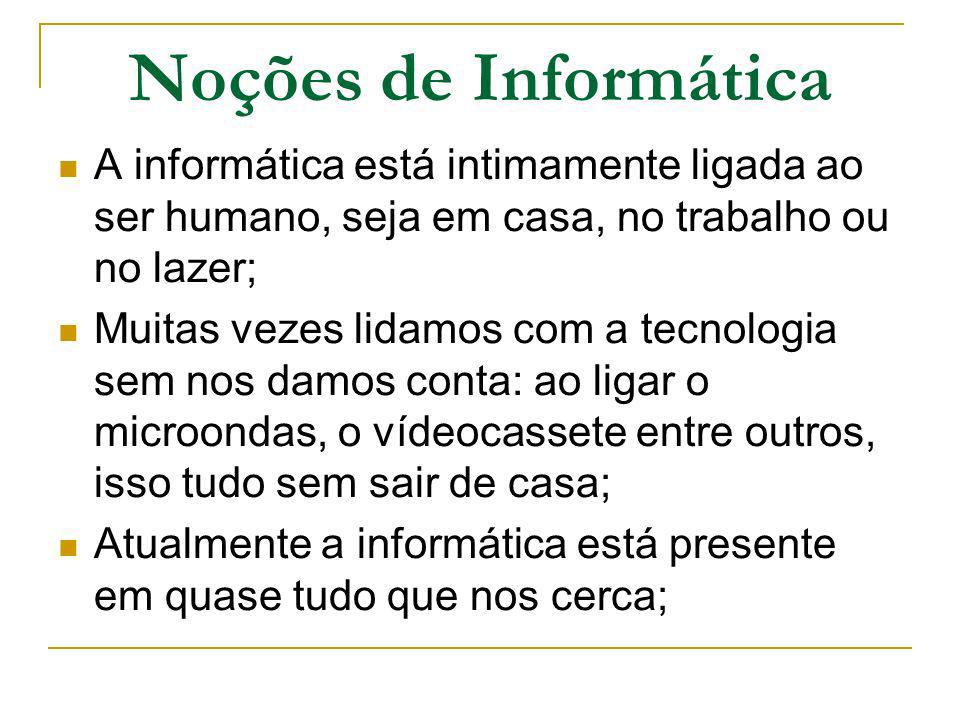 Noções de Informática
A informática está intimamente ligada ao
ser humano, seja em casa, no trabalho ou
no lazer;
Muitas vezes lidamos com a tecnologia
sem nos damos conta: ao ligar o
microondas, o vídeocassete entre outros,
isso tudo sem sair de casa;
Atualmente a informática está presente
em quase tudo que nos cerca;